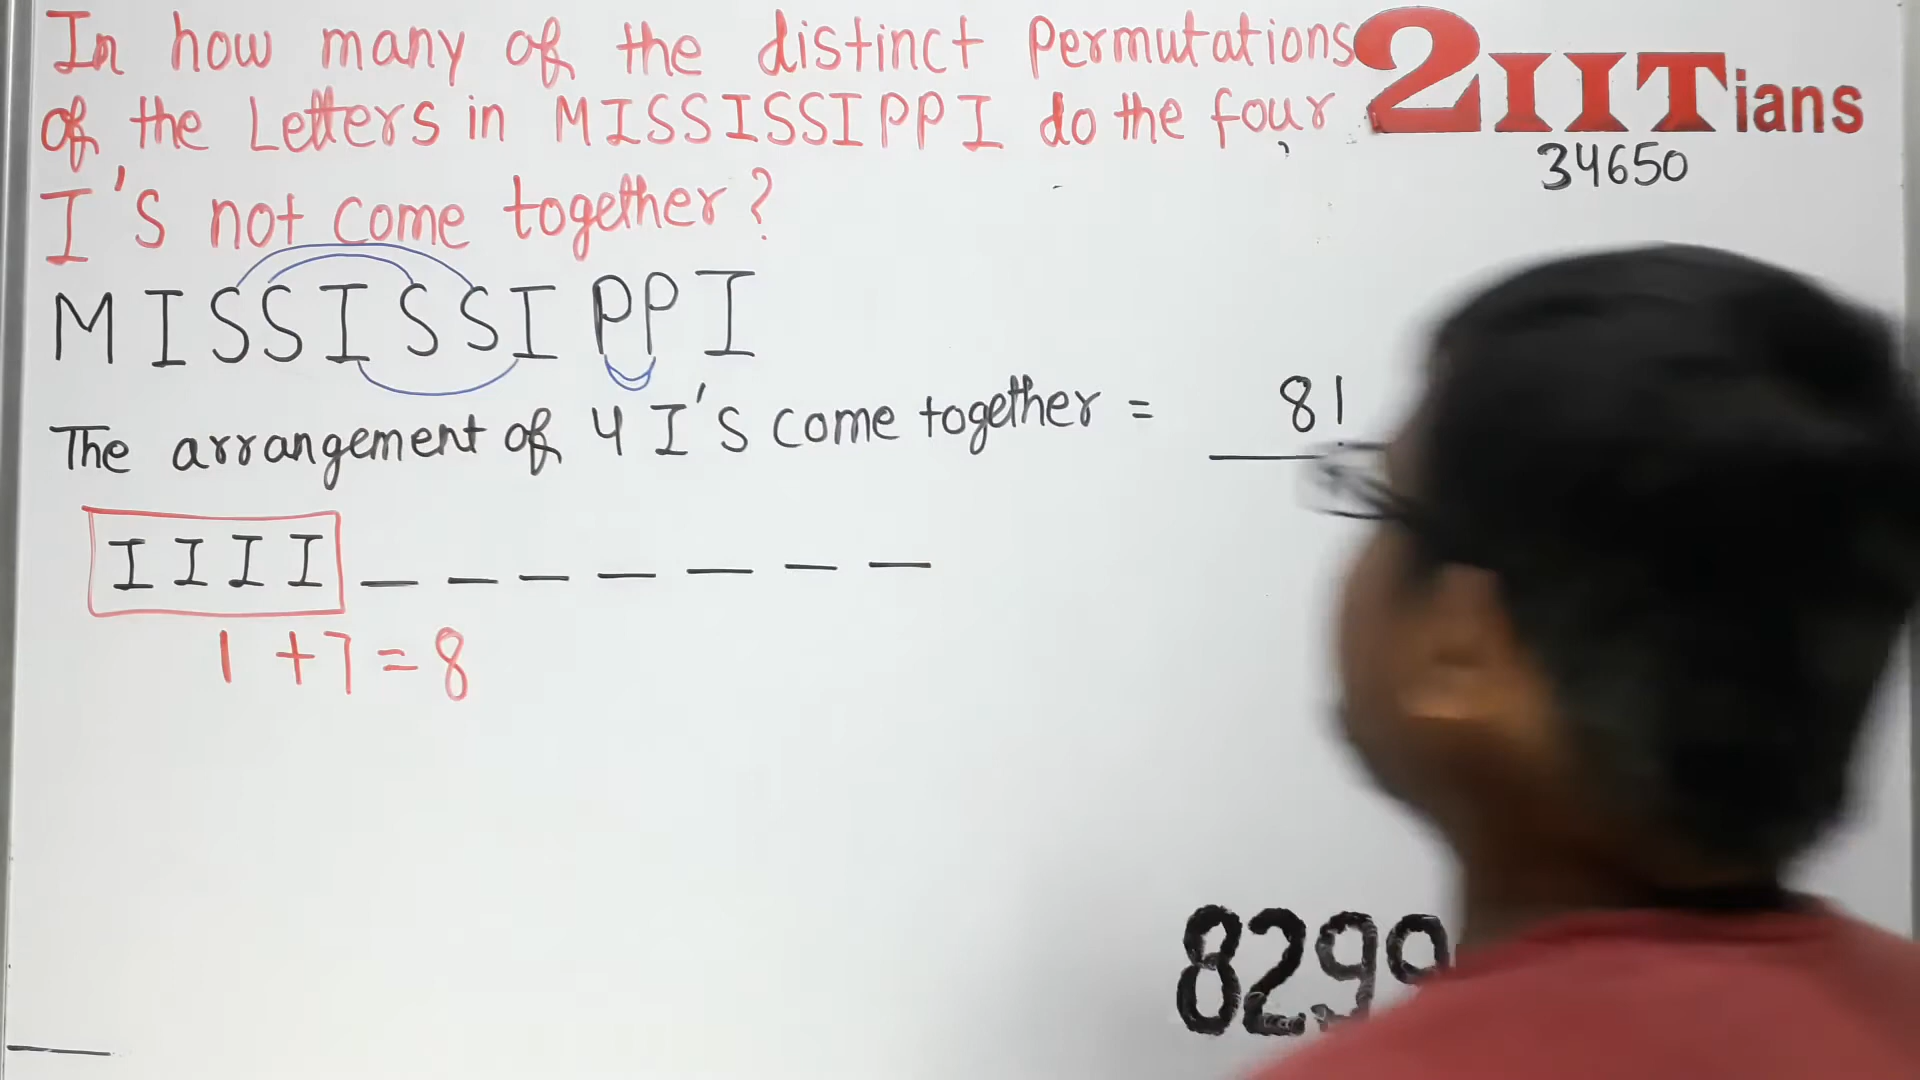 In how many of the distinct Permutations
of the Letters in MISSISSIPPI do the four
I's not come together?
2IITians
34650
MISSISSIPPI
The arrangement of 4 I's come together = 8!
IIII _ _ _ _ _ _ _
1 + 7 = 8
8299